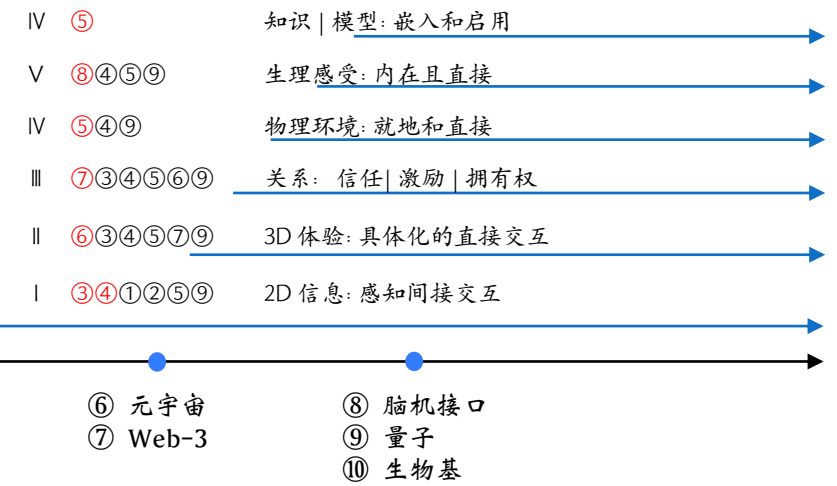 Ⅳ ⑤ 知识 | 模型: 嵌入和启用
Ⅴ ⑧④⑤⑨ 生理感受: 内在且直接
Ⅳ ⑤④⑨ 物理环境: 就地和直接
Ⅲ ⑦③④⑤⑥⑨ 关系: 信任| 激励 | 拥有权
Ⅱ ⑥③④⑤⑦⑨ 3D 体验: 具体化的直接交互
Ⅰ ③④①②⑤⑨ 2D 信息: 感知间接交互
⑥ 元宇宙
⑦ Web-3
⑧ 脑机接口
⑨ 量子
⑩ 生物基